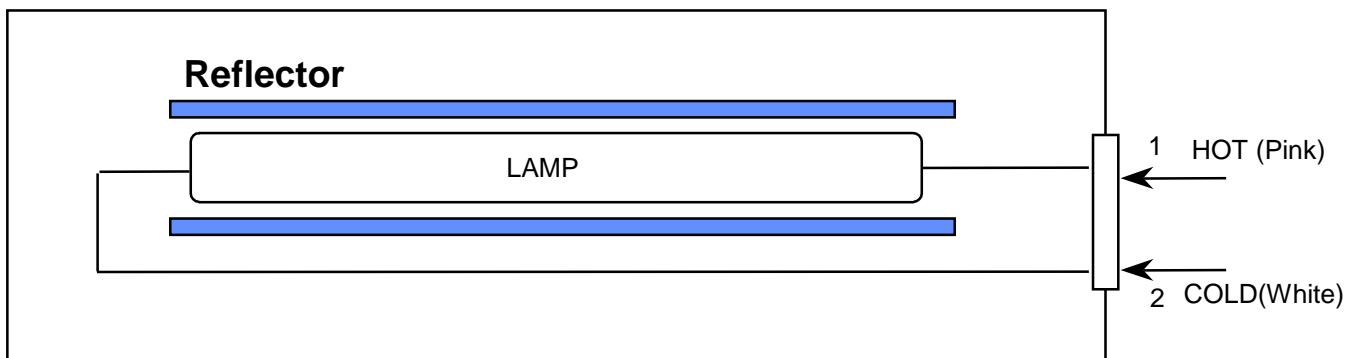 Reflector
LAMP
1
HOT (Pink)
2
COLD(White)